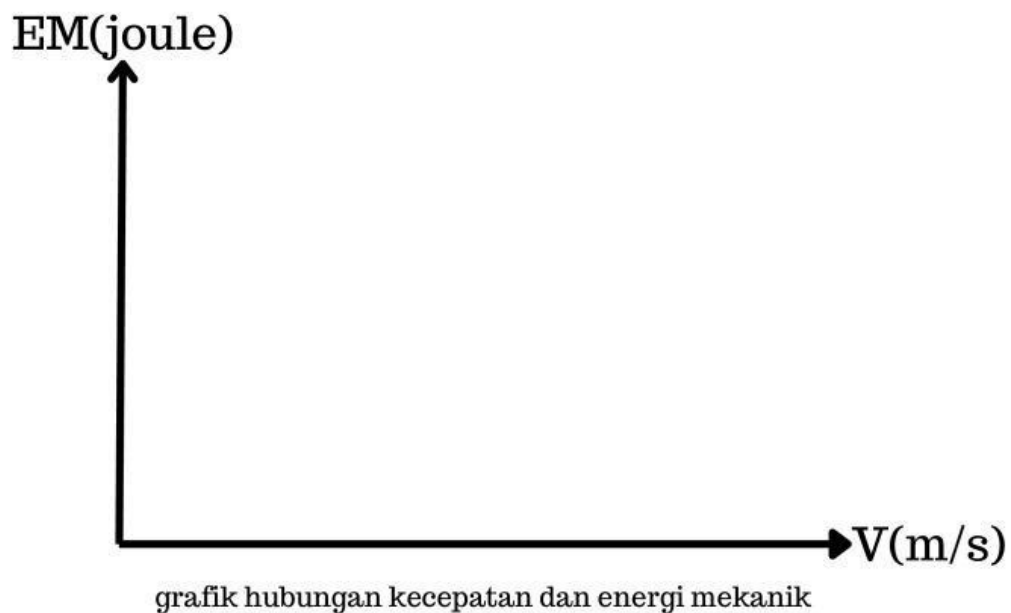 EM(joule)
V(m/s)
grafik hubungan kecepatan dan energi mekanik